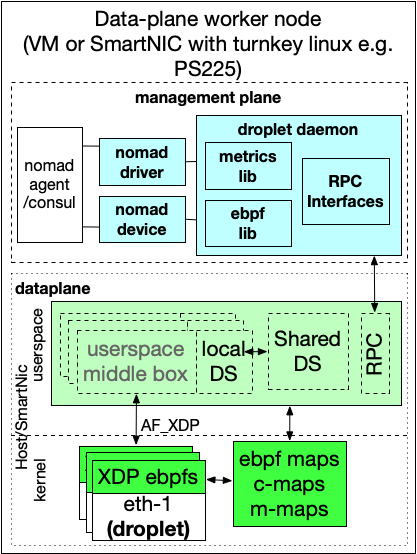 Data-plane worker node
(VM or SmartNIC with turnkey linux e.g.
PS225)
management plane
droplet daemon
nomad
agent
/consul
nomad
driver
metrics
lib
RPC
Interfaces
nomad
device
ebpf
lib
dataplane
Host/SmartNic
userspace
userspace
middle box
local
DS
Shared
DS
RPC
AF_XDP
kernel
XDP ebpfs
eth-1
(droplet)
ebpf maps
c-maps
m-maps